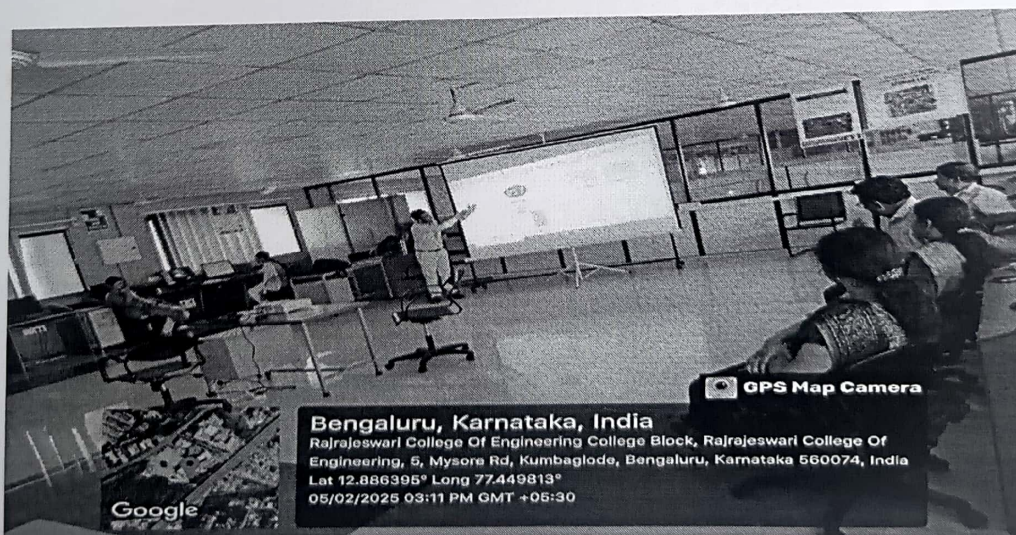 GPS Map Camera
Bengaluru, Karnataka, India
Rajrajeswari College Of Engineering College Block, Rajrajeswari College Of
Engineering, 5, Mysore Rd, Kumbaglode, Bengaluru, Karnataka 560074, India
Lat 12.886395° Long 77.449813°
05/02/2025 03:11 PM GMT +05:30
Google